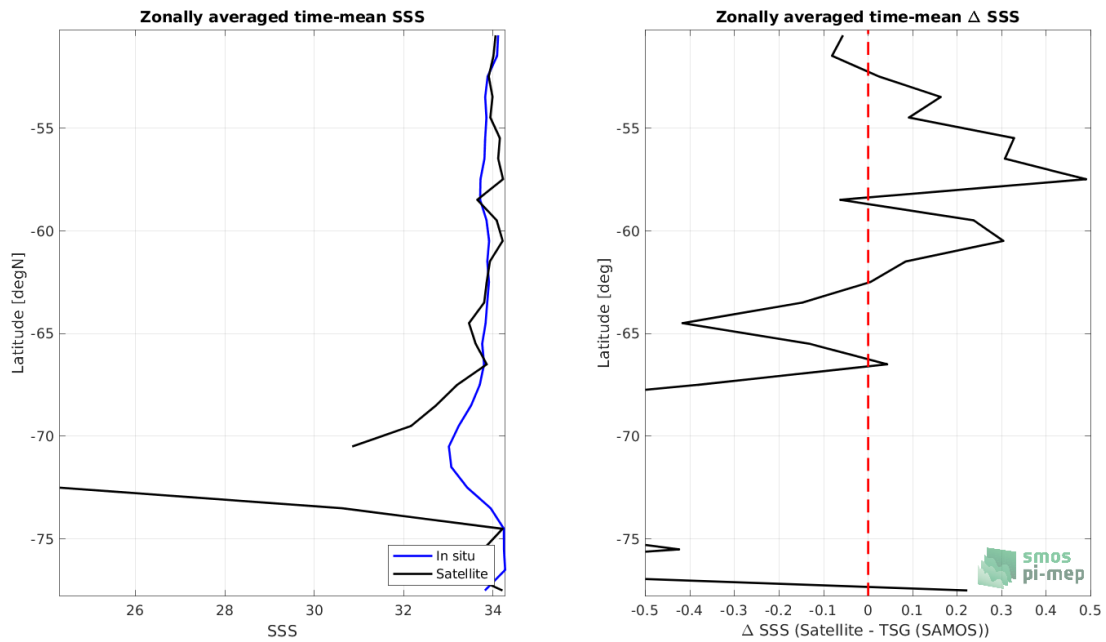 Zonally averaged time-mean SSS
Latitude [degN]
-55
-60
-65
-70
-75
26
28
30
32
34
SSS
In situ
Satellite
Zonally averaged time-mean Δ SSS
Latitude [deg]
-55
-60
-65
-70
-75
-0.5
-0.4
-0.3
-0.2
-0.1
0
0.1
0.2
0.3
0.4
0.5
Δ SSS (Satellite - TSG (SAMOS))
smos
pi-mep